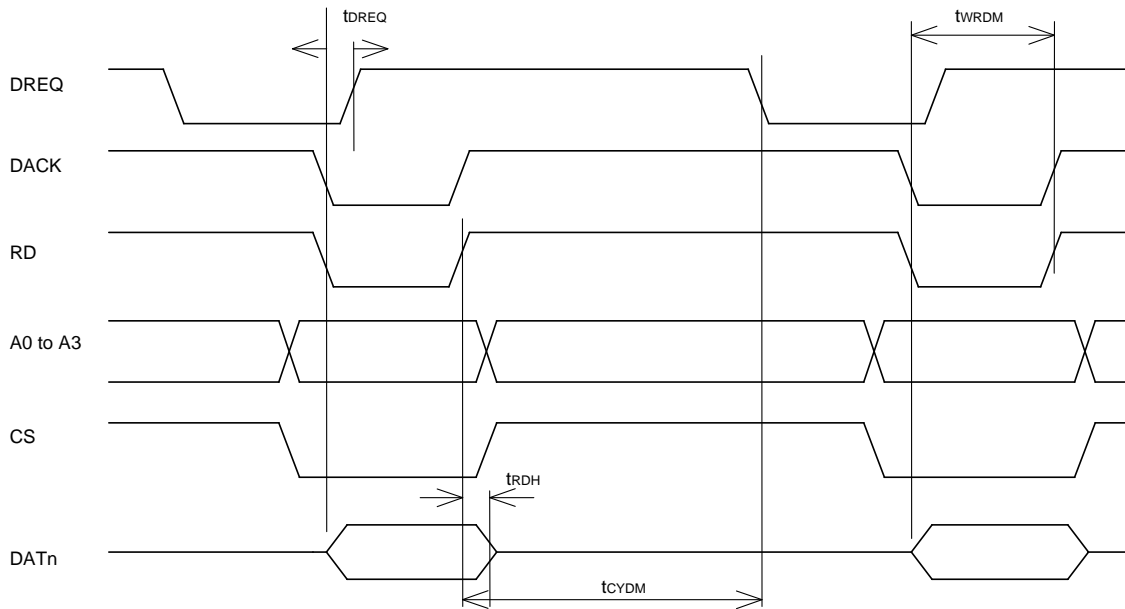 tDREQ
tWRDM
DREQ
DACK
RD
A0 to A3
CS
tRDH
DATn
tCYDM